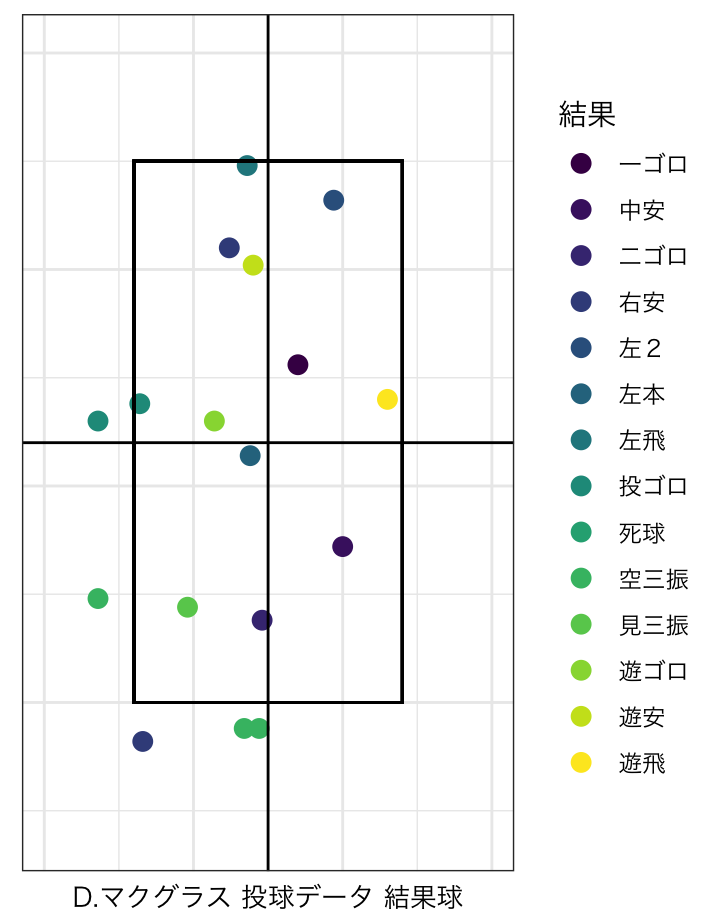 結果
一ゴロ
中安
二ゴロ
右安
左２
左本
左飛
投ゴロ
死球
空三振
見三振
遊ゴロ
遊安
遊飛
D.マクグラス 投球データ 結果球